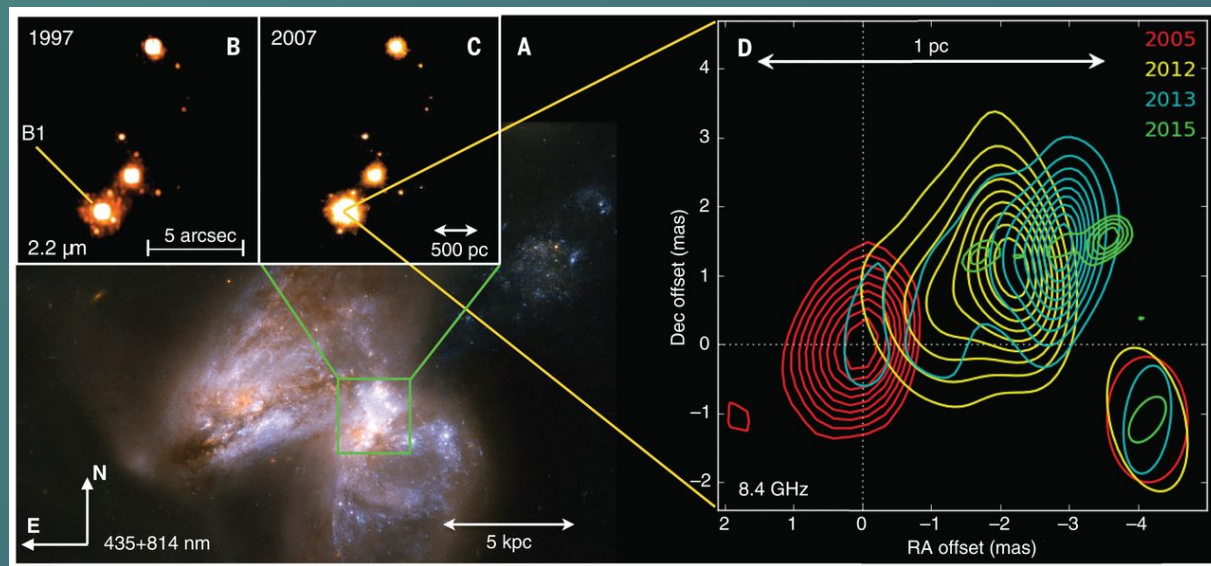 1997
B
B1
2.2 µm
5 arcsec
2007
C
500 pc
A
N
E
435+814 nm
5 kpc
D
1 pc
2005
2012
2013
2015
Dec offset (mas)
4
3
2
1
0
−1
−2
8.4 GHz
2 1 0 −1 −2 −3 −4
RA offset (mas)